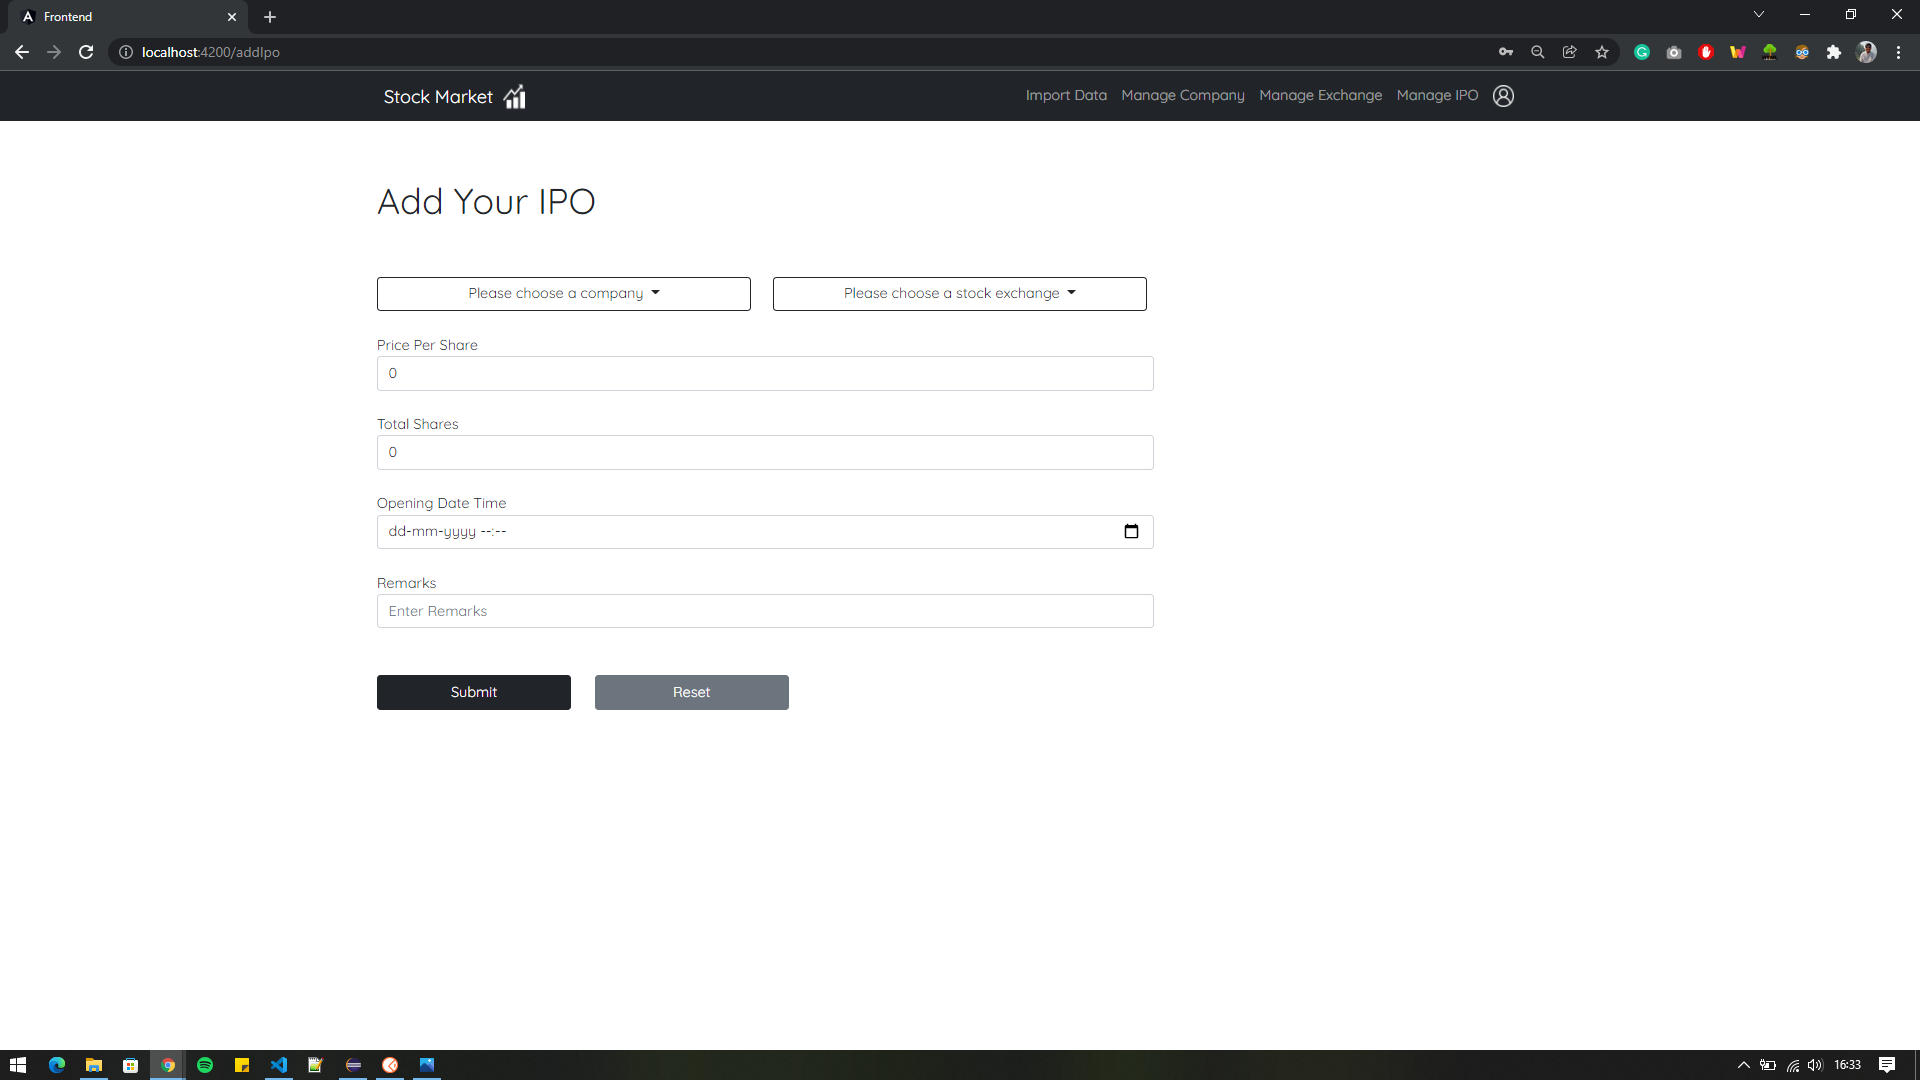 Frontend
localhost:4200/addIpo
Stock Market
Import Data Manage Company Manage Exchange Manage IPO
Add Your IPO
Please choose a company Please choose a stock exchange
Price Per Share
0
Total Shares
0
Opening Date Time
dd-mm-yyyy --:--
Remarks
Enter Remarks
Submit Reset
16:33